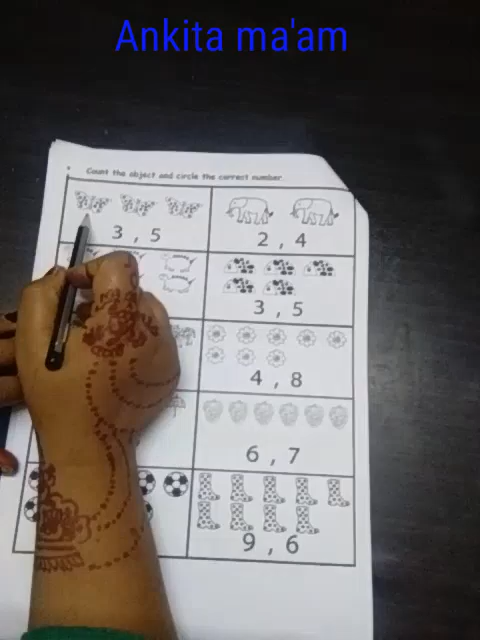 Ankita ma'am
Count the object and circle the correct number.
3 , 5
2 , 4
3 , 5
4 , 8
6 , 7
9 , 6